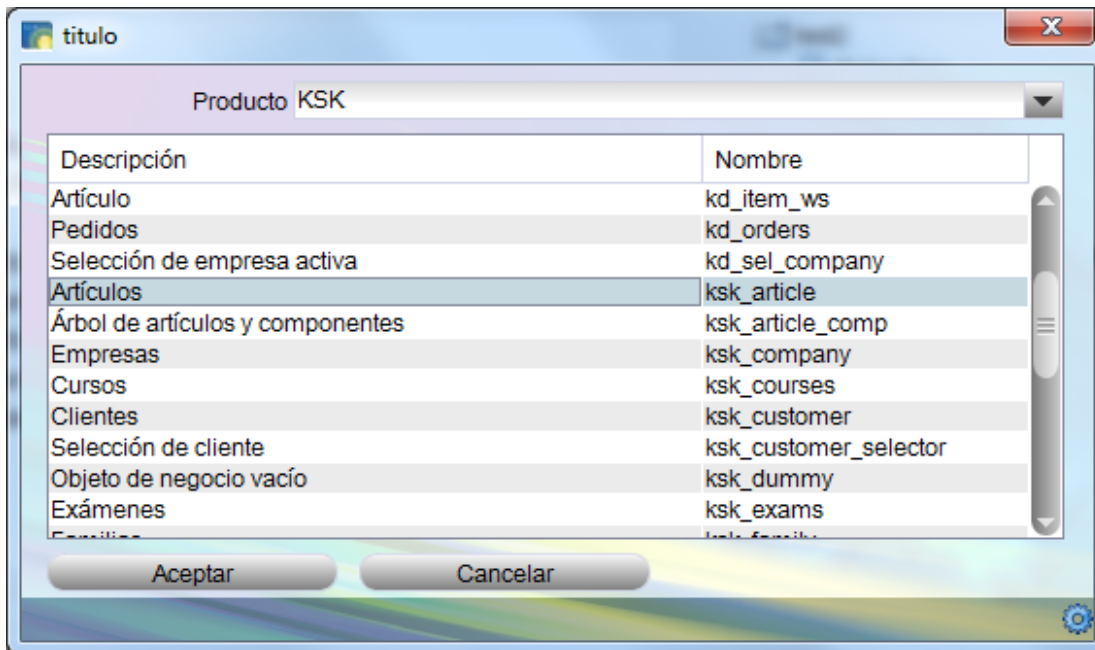 titulo
Producto KSK
Descripción Nombre
Artículo kd_item_ws
Pedidos kd_orders
Selección de empresa activa kd_sel_company
Artículos ksk_article
Árbol de artículos y componentes ksk_article_comp
Empresas ksk_company
Cursos ksk_courses
Clientes ksk_customer
Selección de cliente ksk_customer_selector
Objeto de negocio vacío ksk_dummy
Exámenes ksk_exams
Familias ksk_family
Aceptar Cancelar